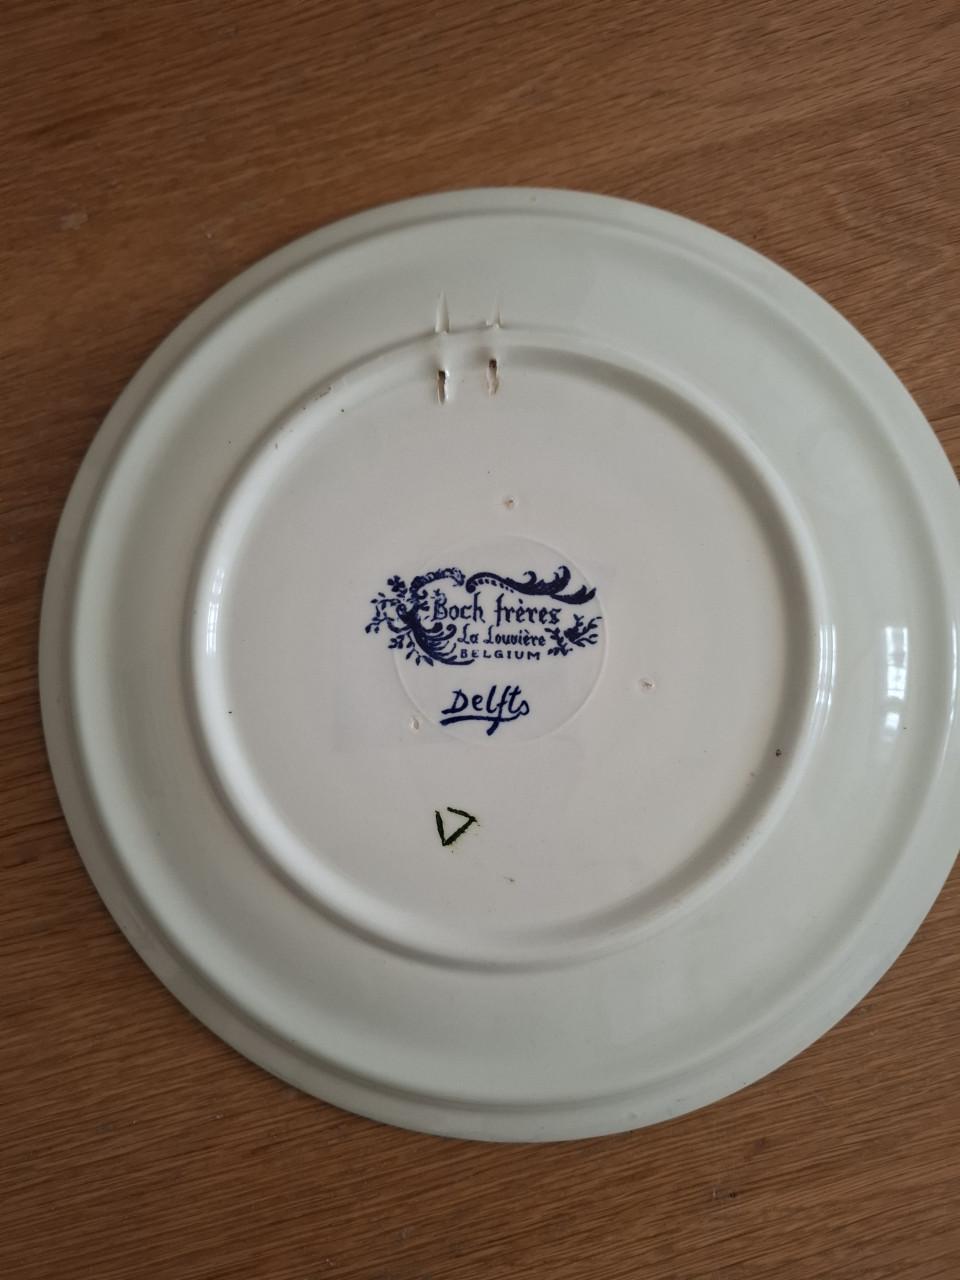 Boch frères
La Louvière
BELGIUM
Delfts